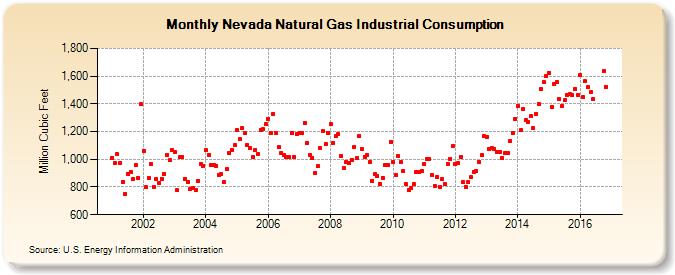 Monthly Nevada Natural Gas Industrial Consumption
Million Cubic Feet
1,800
1,600
1,400
1,200
1,000
800
600
2002 2004 2006 2008 2010 2012 2014 2016
Source: U.S. Energy Information Administration